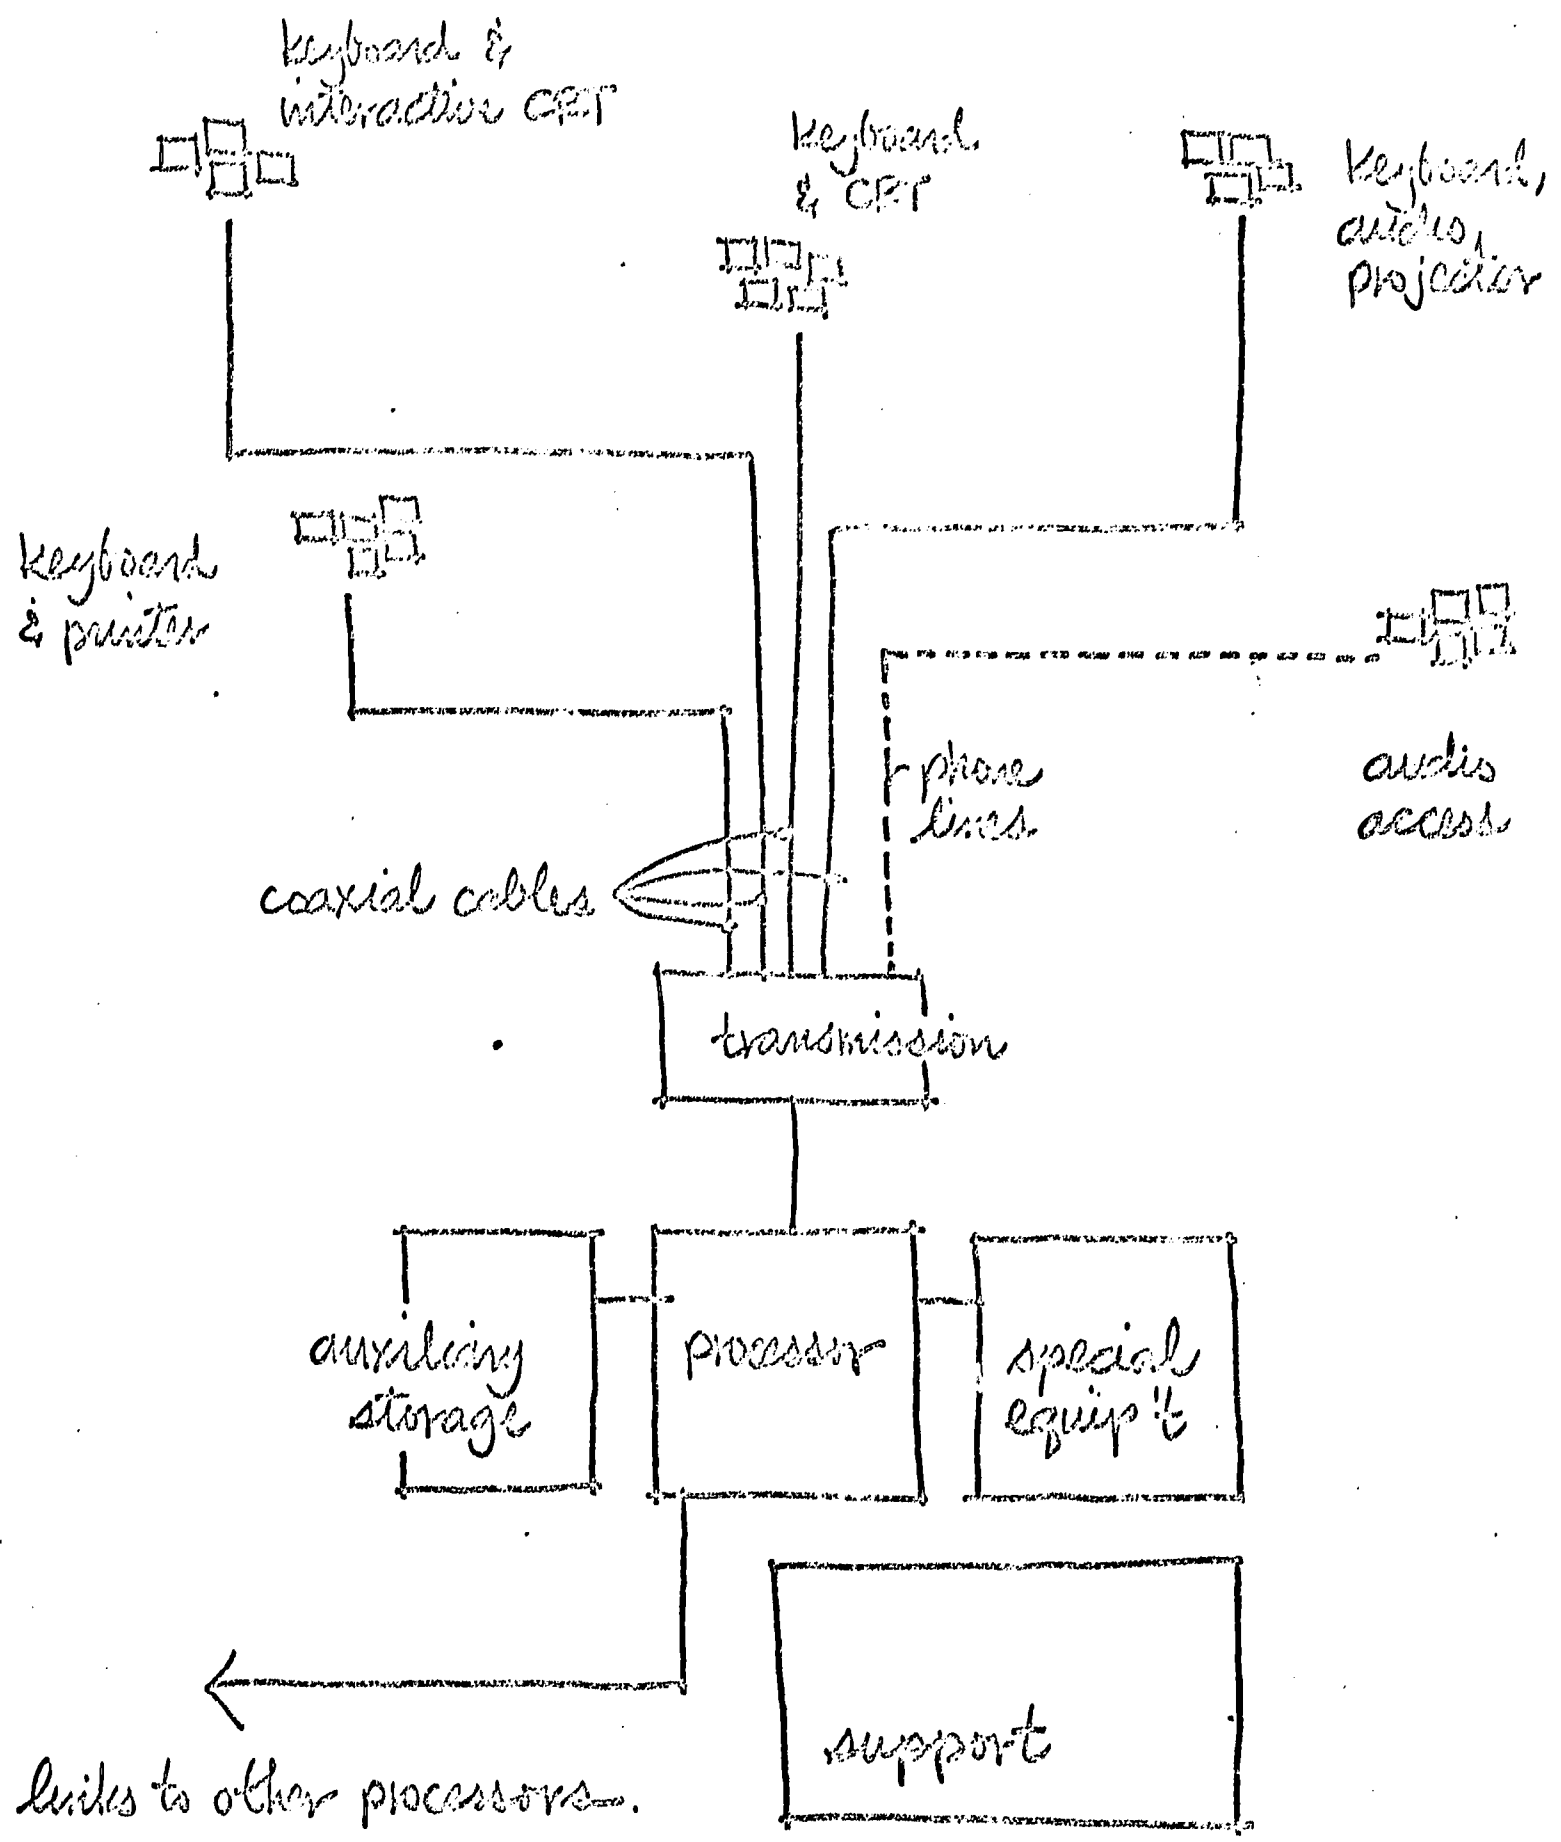 keyboard &
interactive CRT
keyboard
& CRT
keyboard,
audio,
projector
keyboard
& printer
phone
lines
audio
access
coaxial cables
transmission
auxiliary
storage
processor
special
equip't
support
links to other processors.